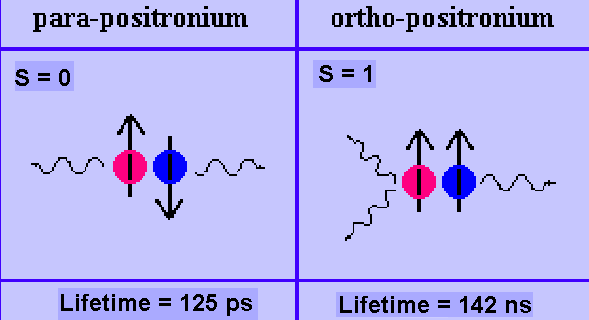 para-positronium
ortho-positronium
S = 0
S = 1
Lifetime = 125 ps
Lifetime = 142 ns